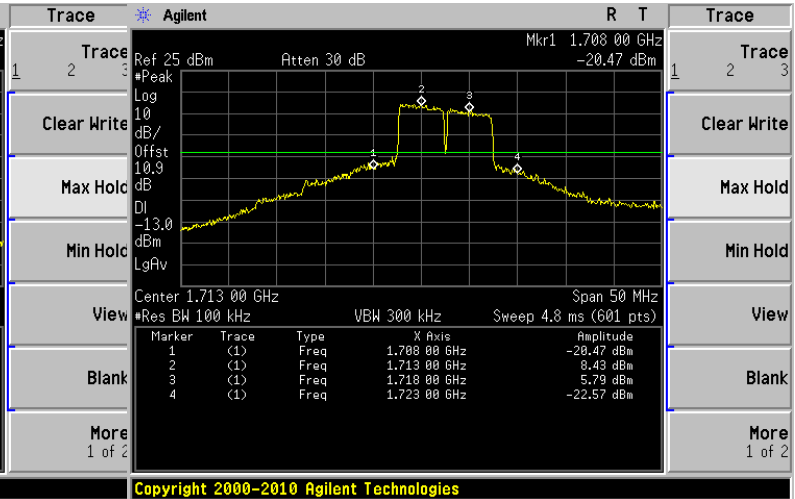 Trace
Trace
1 2 3
Clear Write
Max Hold
Min Hold
View
Blank
More
1 of 2
Agilent
R T
Mkr1 1.708 00 GHz
Ref 25 dBm
Atten 30 dB
-20.47 dBm
#Peak
Log
10
dB/
Offst
10.9
dB
DI
-13.0
dBm
LgAv
1
2
3
4
Center 1.713 00 GHz
Span 50 MHz
#Res BW 100 kHz
VBW 300 kHz
Sweep 4.8 ms (601 pts)
Marker Trace Type X Axis Amplitude
1 (1) Freq 1.708 00 GHz -20.47 dBm
2 (1) Freq 1.713 00 GHz 8.43 dBm
3 (1) Freq 1.718 00 GHz 5.79 dBm
4 (1) Freq 1.723 00 GHz -22.57 dBm
Copyright 2000-2010 Agilent Technologies
Trace
Trace
1 2 3
Clear Write
Max Hold
Min Hold
View
Blank
More
1 of 2